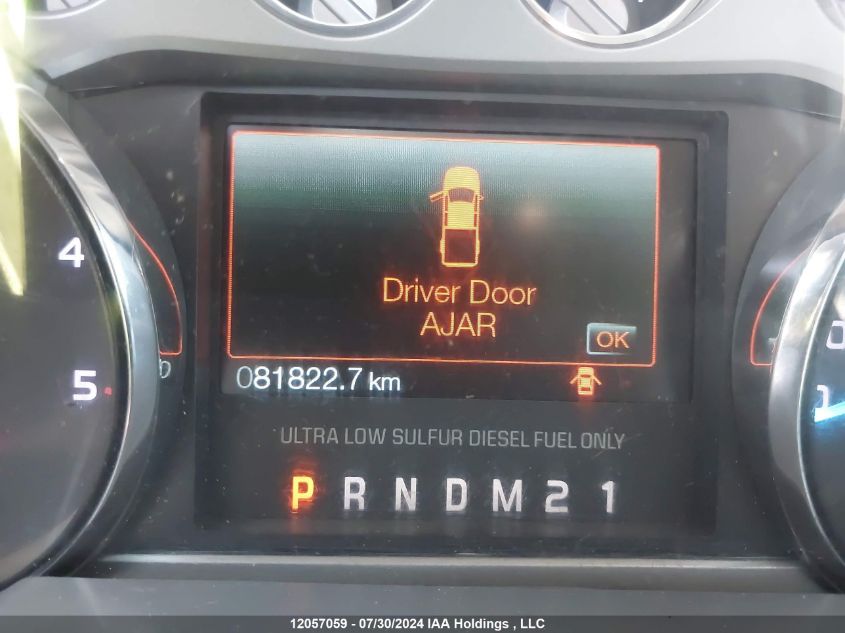 4
5
Driver Door
AJAR
OK
081822.7 km
ULTRA LOW SULFUR DIESEL FUEL ONLY
P R N D M 2 1
12057059 - 07/30/2024 IAA Holdings , LLC